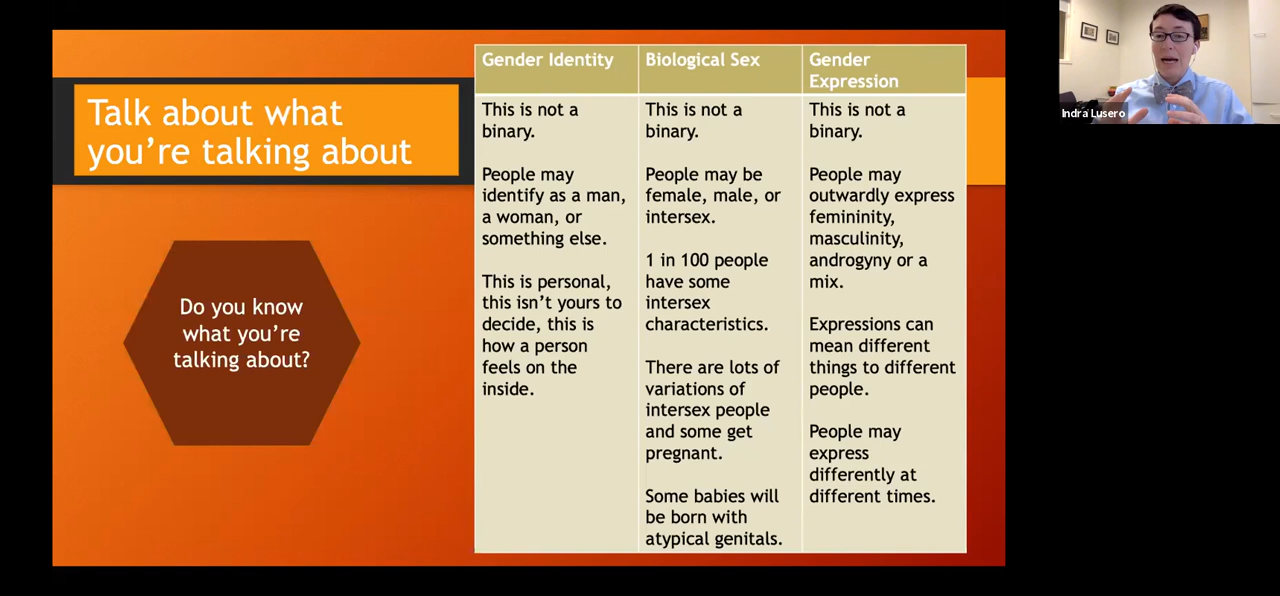 Talk about what
you're talking about
Do you know
what you're
talking about?
Gender Identity
This is not a
binary.
People may
identify as a man,
a woman, or
something else.
This is personal,
this isn't yours to
decide, this is
how a person
feels on the
inside.
Biological Sex
This is not a
binary.
People may be
female, male, or
intersex.
1 in 100 people
have some
intersex
characteristics.
There are lots of
variations of
intersex people
and some get
pregnant.
Some babies will
be born with
atypical genitals.
Gender
Expression
This is not a
binary.
People may
outwardly express
femininity,
masculinity,
androgyny or a
mix.
Expressions can
mean different
things to different
people.
People may
express
differently at
different times.
Indra Lusero